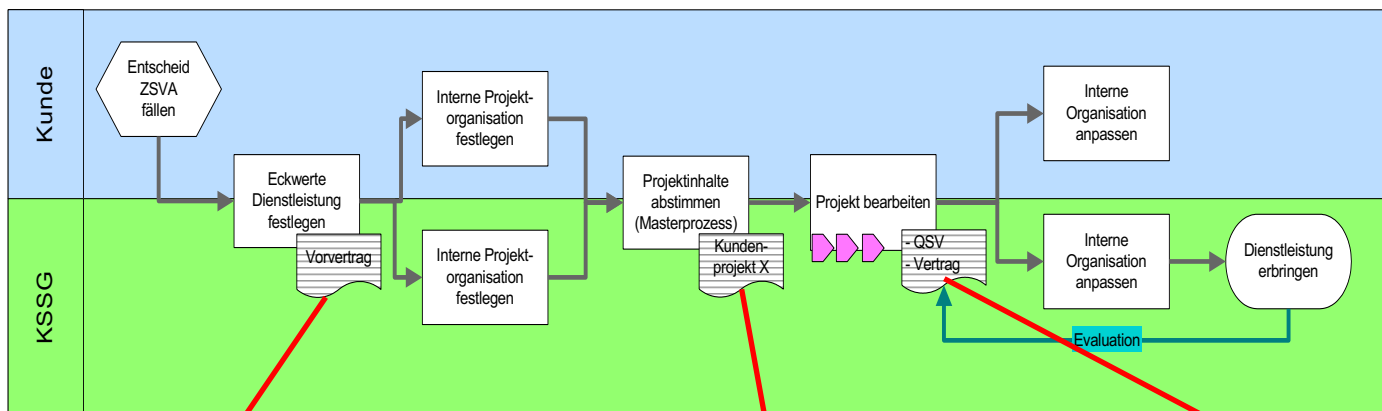 Kunde
Entscheid
ZSVA
fällen
Eckwerte
Dienstleistung
festlegen
Vorvertrag
Interne Projekt-
organisation
festlegen
Interne Projekt-
organisation
festlegen
Projektinhalte
abstimmen
(Masterprozess)
Kunden-
projekt X
Projekt bearbeiten
- QSV
- Vertrag
Interne
Organisation
anpassen
Interne
Organisation
anpassen
Dienstleistung
erbringen
Evaluation
KSSG